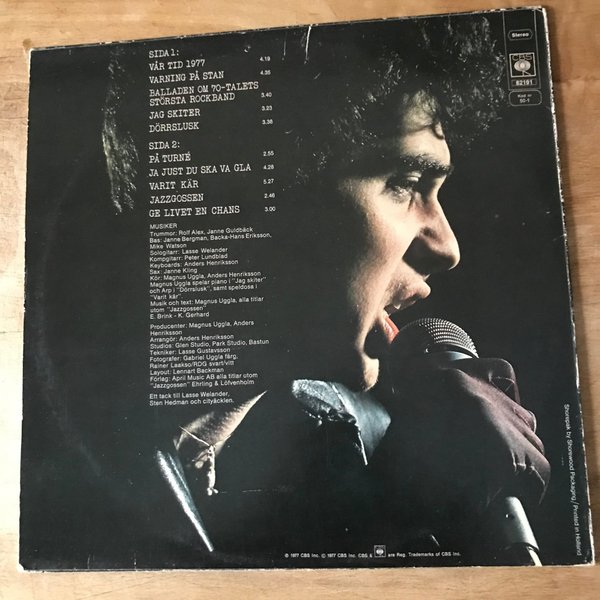 SIDA 1:
VÅR TID 1977 4.19
VARNING PÅ STAN 4.35
BALLADEN OM 70-TALETS
STÖRSTA ROCKBAND 3.40
JAG SKITER 3.23
DÖRRSLUSK 3.38
SIDA 2:
PÅ TURNÉ 2.55
JA JUST DU SKA VA GLA 4.28
VARIT KÄR 5.27
JAZZGOSSEN 2.46
GE LIVET EN CHANS 3.00
MUSIKER
Trummor: Rolf Alex, Janne Guldbäck
Bas: Janne Bergman, Backa-Hans Eriksson,
Mike Watson
Sologitarr: Lasse Welander
Kompgitarr: Peter Lundblad
Keyboards: Anders Henriksson
Sax: Janne Kling
Kör: Magnus Uggla, Anders Henriksson
Magnus Uggla spelar piano i "Jag skiter"
och Arp i "Dörrslusk", samt speldosa i
"Varit kär".
Musik och text: Magnus Uggla, alla titlar
utom "Jazzgossen"
E. Brink - K. Gerhard
Producenter: Magnus Uggla, Anders
Henriksson
Arrangör: Anders Henriksson
Studios: Glen Studio, Park Studio, Bastun
Tekniker: Lasse Gustavsson
Fotografer: Gabriel Uggla färg,
Rainer Laakso/ROG svart/vitt
Layout: Lennart Backman
Förlag: April Music AB alla titlar utom
"Jazzgossen" Ehrling & Löfvenholm
Ett tack till Lasse Welander,
Sten Hedman och cityäcklen.
Stereo
CBS
82191
Kod nr
50-1
Shorepak by Shorewood Packaging/Printed in Holland
℗ 1977 CBS Inc. © 1977 CBS Inc. CBS & are Reg. Trademarks of CBS Inc.